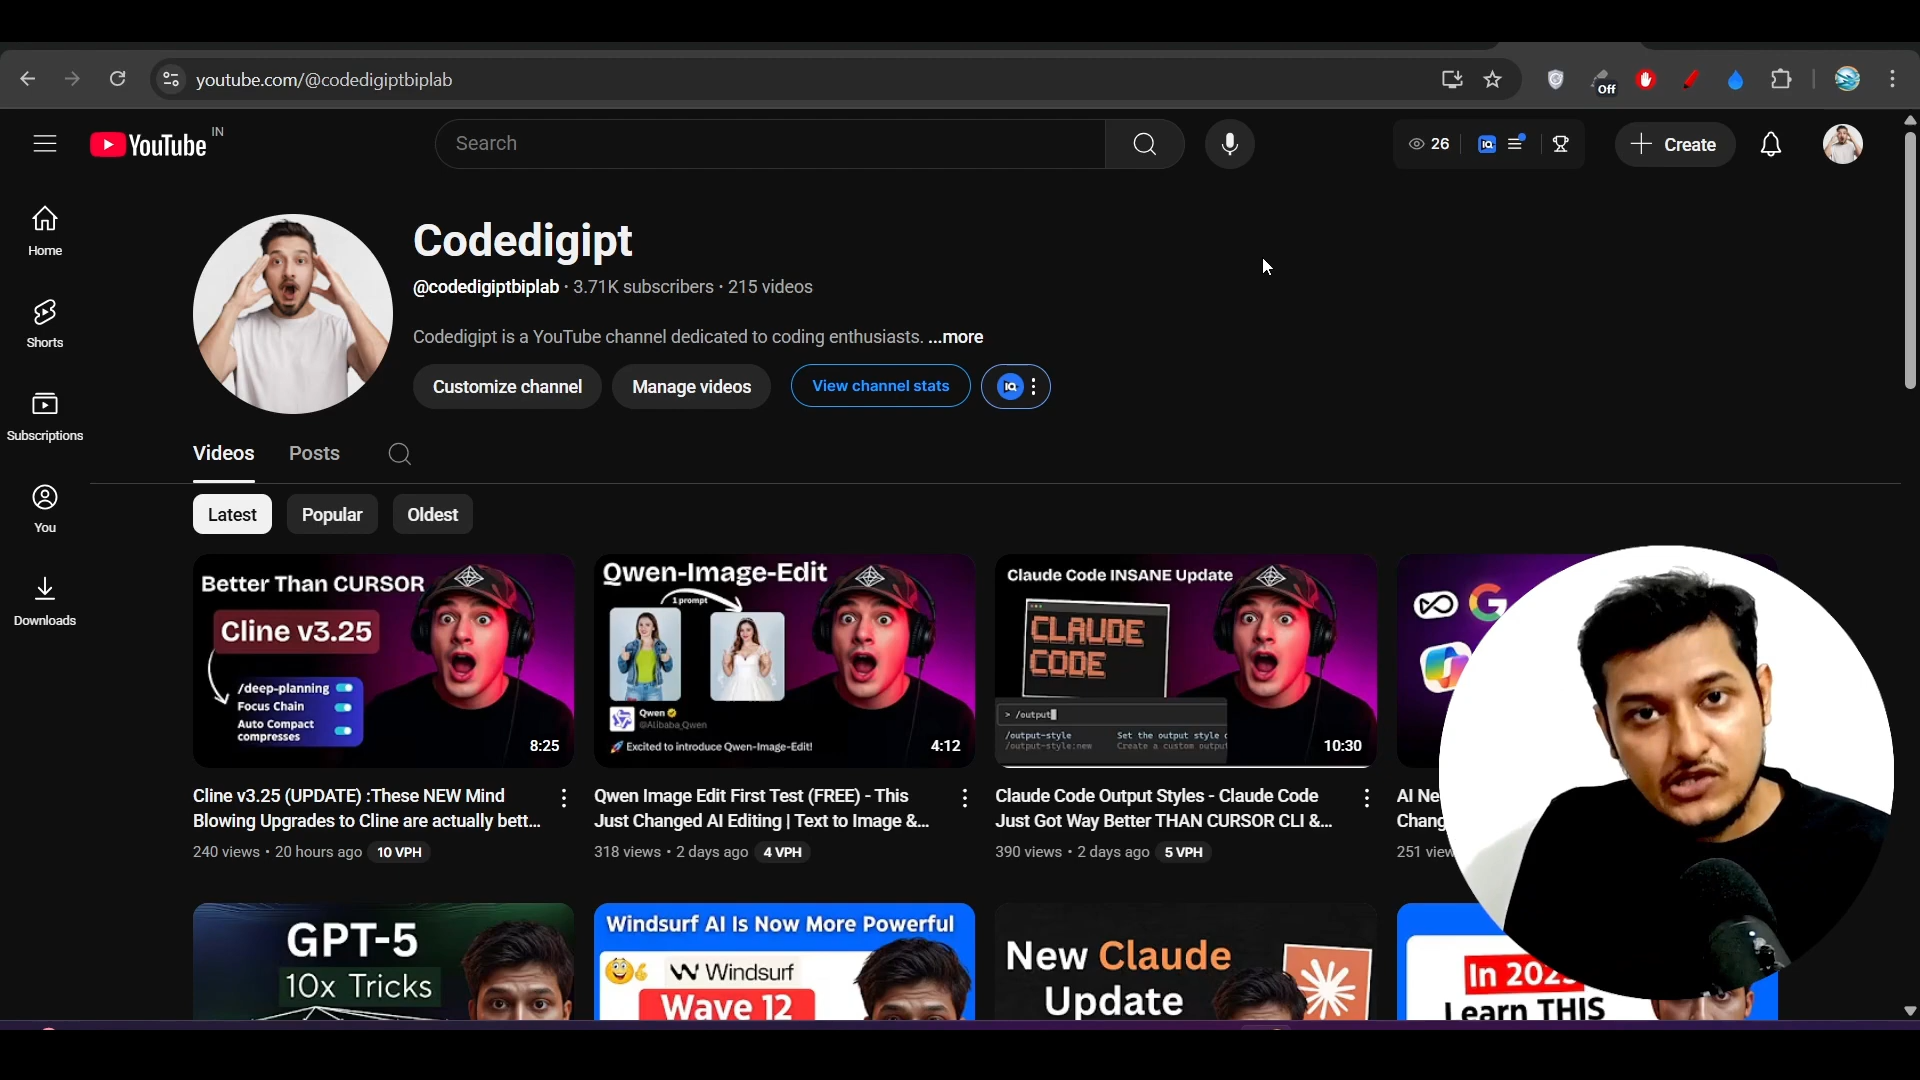 youtube.com/@codedigiptbiplab
Off
YouTube IN
Search
26
Create
Home
Shorts
Subscriptions
You
Downloads
Codedigipt
@codedigiptbiplab · 3.71K subscribers · 215 videos
Codedigipt is a YouTube channel dedicated to coding enthusiasts. ...more
Customize channel
Manage videos
View channel stats
IQ
Videos
Posts
Latest
Popular
Oldest
Better Than CURSOR
Cline v3.25
/deep-planning
Focus Chain
Auto Compact
compresses
8:25
Cline v3.25 (UPDATE) :These NEW Mind
Blowing Upgrades to Cline are actually bett...
240 views · 20 hours ago 10 VPH
Qwen-Image-Edit
1 prompt
Qwen
@Alibaba_Qwen
🚀 Excited to introduce Qwen-Image-Edit!
4:12
Qwen Image Edit First Test (FREE) - This
Just Changed AI Editing | Text to Image &...
318 views · 2 days ago 4 VPH
Claude Code INSANE Update
CLAUDE
CODE
> /output
/output-style Set the output style
/output-style:new Create a custom outpu
10:30
Claude Code Output Styles - Claude Code
Just Got Way Better THAN CURSOR CLI &...
390 views · 2 days ago 5 VPH
G
AI Ne
Chang
251 view
GPT-5
10x Tricks
Windsurf AI Is Now More Powerful
Windsurf
Wave 12
New Claude
Update
In 202
Learn THIS